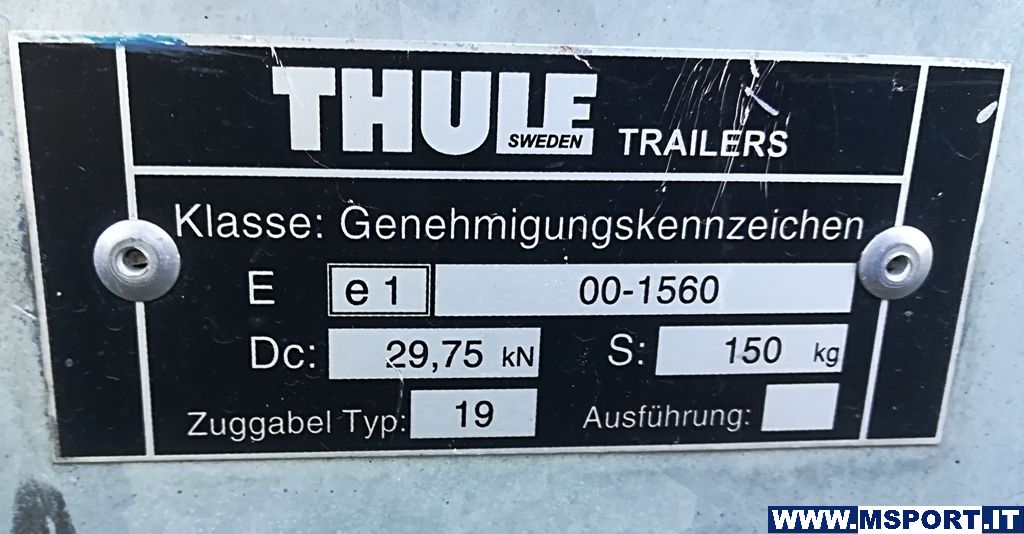 THULE
SWEDEN TRAILERS
Klasse: Genehmigungskennzeichen
E e 1 00-1560
Dc: 29,75 kN S: 150 kg
Zuggabel Typ: 19 Ausführung:
WWW.MSPORT.IT